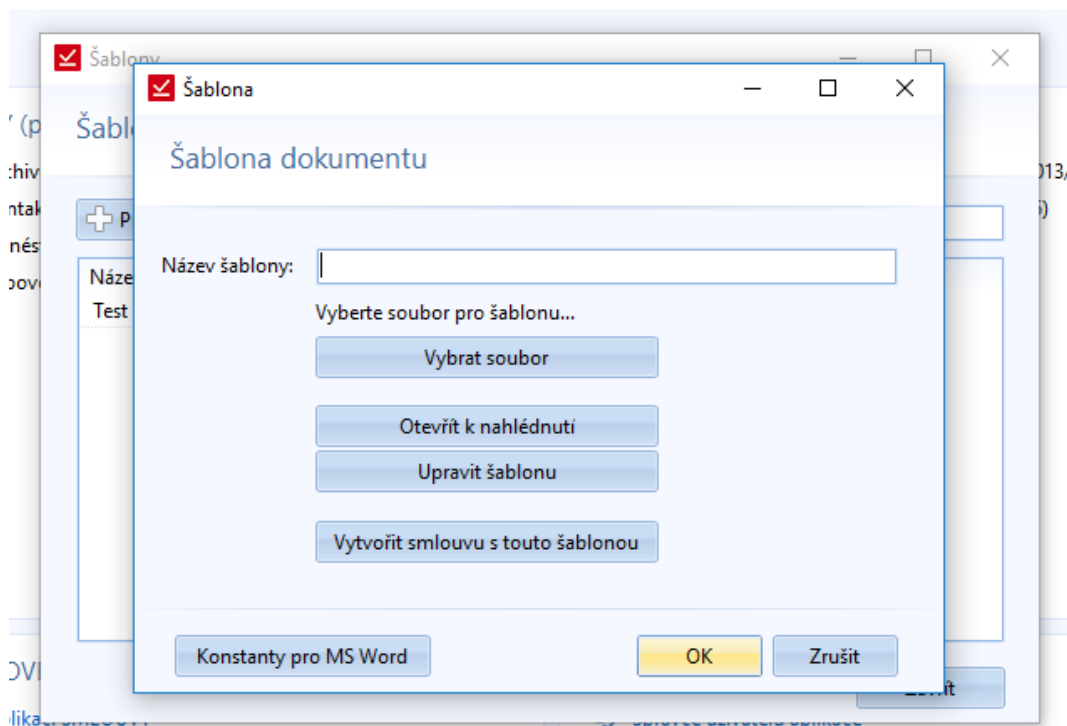 Šablony
Šablona
Šablona dokumentu
Název šablony:
Vyberte soubor pro šablonu...
Vybrat soubor
Otevřít k nahlédnutí
Upravit šablonu
Vytvořit smlouvu s touto šablonou
Konstanty pro MS Word
OK
Zrušit
Test